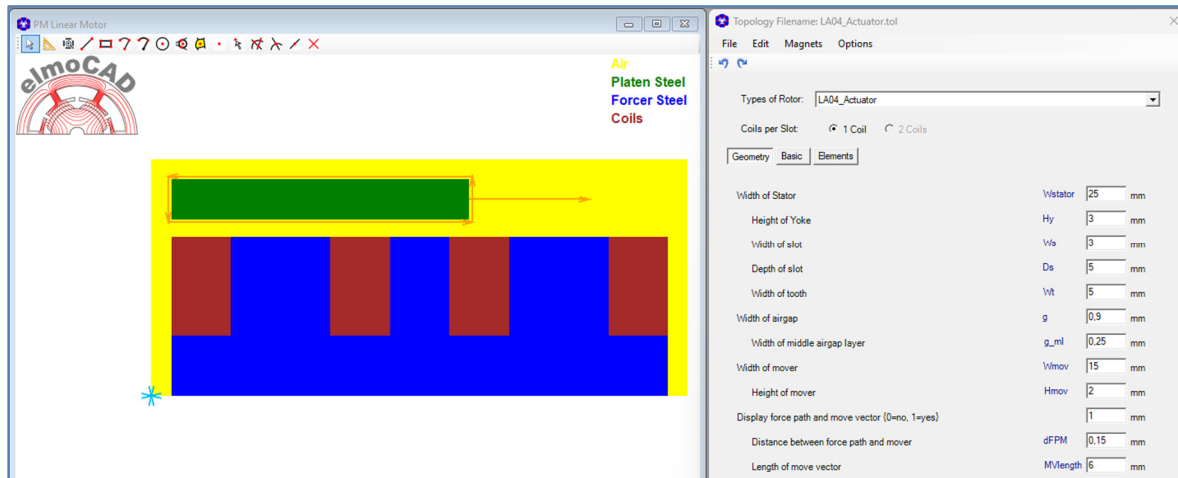 PM Linear Motor
elmoCAD
Air
Platen Steel
Forcer Steel
Coils
Topology Filename: LA04_Actuator.tol
File Edit Magnets Options
Types of Rotor: LA04_Actuator
Coils per Slot: 1 Coil 2 Coils
Geometry Basic Elements
Width of Stator Wstator 25 mm
Height of Yoke Hy 3 mm
Width of slot Ws 3 mm
Depth of slot Ds 5 mm
Width of tooth Wt 5 mm
Width of airgap g 0,9 mm
Width of middle airgap layer g_ml 0,25 mm
Width of mover Wmov 15 mm
Height of mover Hmov 2 mm
Display force path and move vector {0=no, 1=yes} 1 mm
Distance between force path and mover dFPM 0,15 mm
Length of move vector MVlength 6 mm